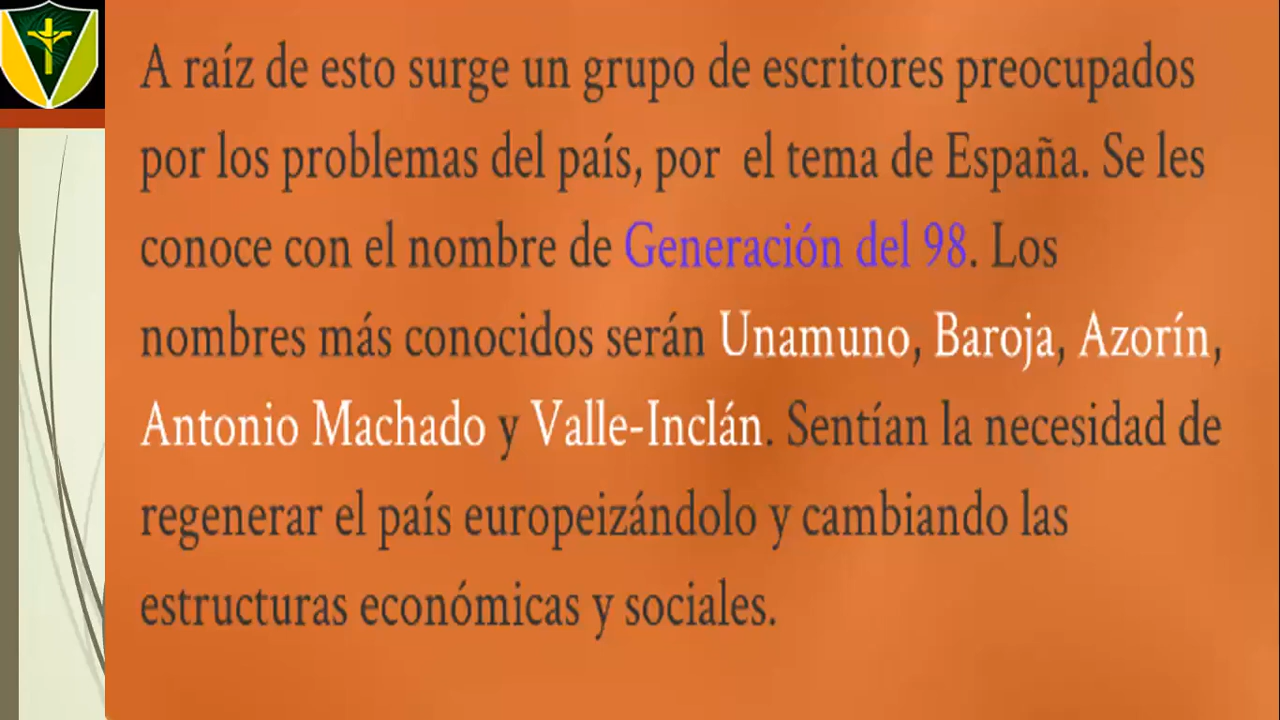 A raíz de esto surge un grupo de escritores preocupados
por los problemas del país, por el tema de España. Se les
conoce con el nombre de Generación del 98. Los
nombres más conocidos serán Unamuno, Baroja, Azorín,
Antonio Machado y Valle-Inclán. Sentían la necesidad de
regenerar el país europeizándolo y cambiando las
estructuras económicas y sociales.